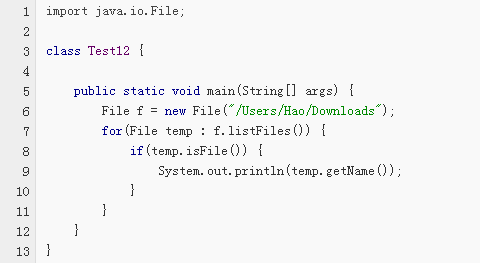 1 import java.io.File;
2
3 class Test12 {
4
5     public static void main(String[] args) {
6         File f = new File("/Users/Hao/Downloads");
7         for(File temp : f.listFiles()) {
8             if(temp.isFile()) {
9                 System.out.println(temp.getName());
10             }
11         }
12     }
13 }